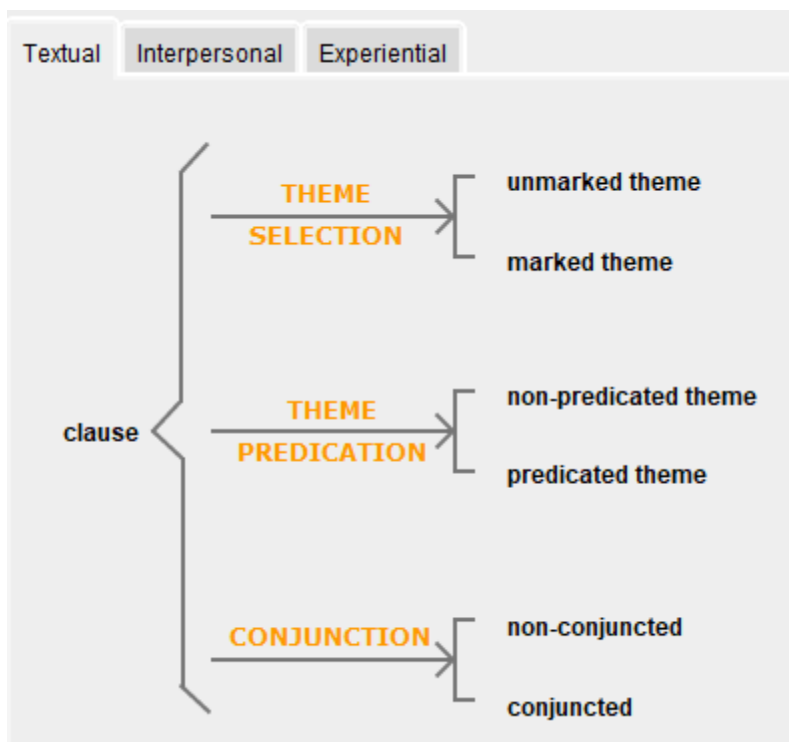 Textual Interpersonal Experiential
THEME
SELECTION
unmarked theme
marked theme
clause
THEME
PREDICATION
non-predicated theme
predicated theme
CONJUNCTION
non-conjuncted
conjuncted